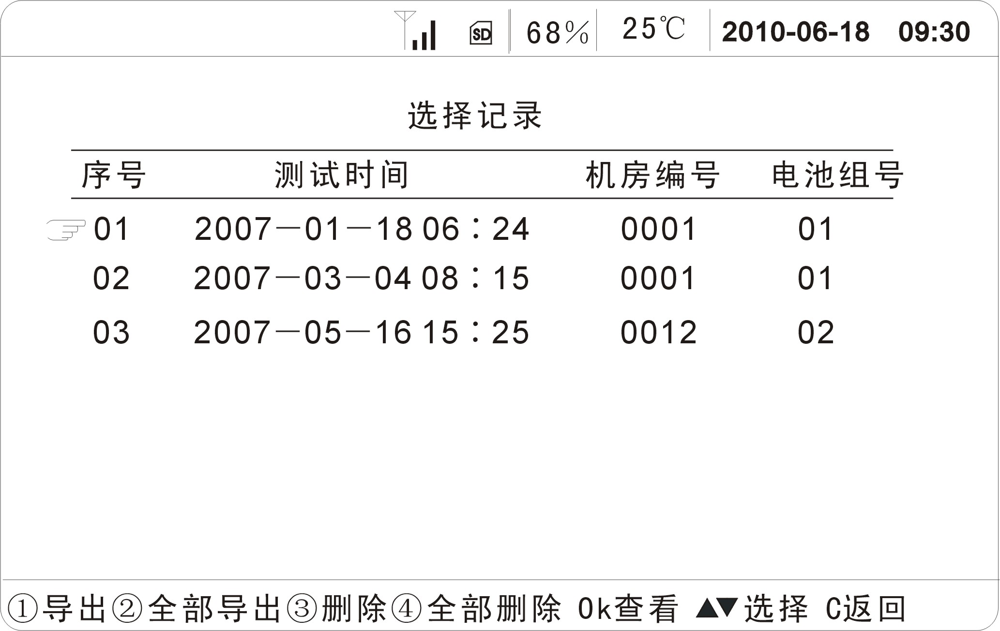 SD 68% 25℃ 2010-06-18 09:30
选择记录
序号 测试时间 机房编号 电池组号
01 2007－01－18 06：24 0001 01
02 2007－03－04 08：15 0001 01
03 2007－05－16 15：25 0012 02
①导出②全部导出③删除④全部删除 Ok查看 ▲▼选择 C返回